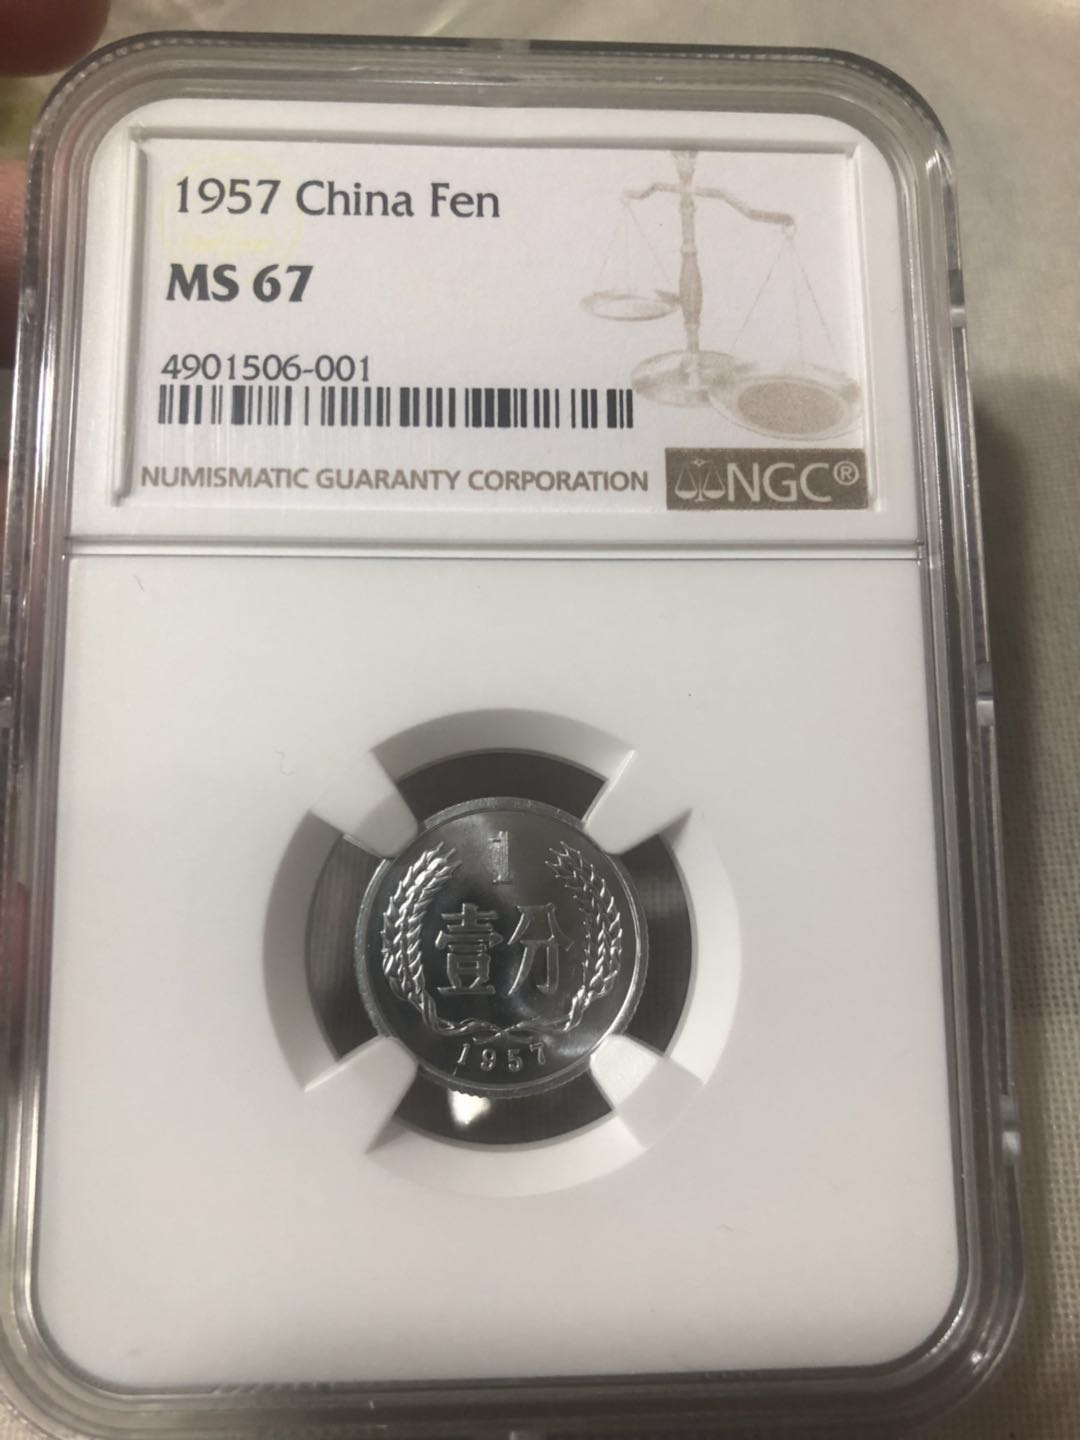 1957 China Fen
MS 67
4901506-001
NUMISMATIC GUARANTY CORPORATION NGC®
1
壹分
1957